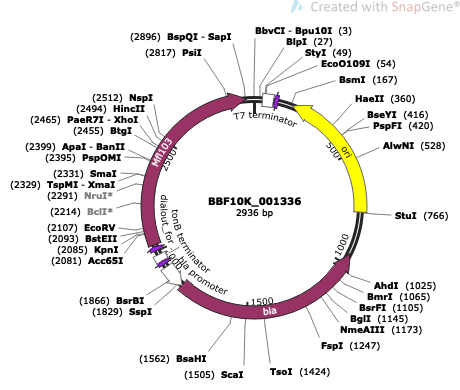 Created with SnapGene®
(2896) BspQI - SapI
(2817) PsiI
BbvCI - Bpu10I (3)
BlpI (27)
StyI (49)
EcoO109I (54)
BsmI (167)
HaeII (360)
BseYI (416)
PspFI (420)
AlwNI (528)
StuI (766)
AhdI (1025)
BmrI (1065)
BsrFI (1105)
BglI (1145)
NmeAIII (1173)
FspI (1247)
TsoI (1424)
(1505) ScaI
(1562) BsaHI
(1829) SspI
(1866) BsrBI
(2081) Acc65I
(2085) KpnI
(2093) BstEII
(2107) EcoRV
(2214) BclI*
(2291) NruI*
(2329) TspMI - XmaI
(2331) SmaI
(2395) PspOMI
(2399) ApaI - BanII
(2455) BtgI
(2465) PaeR7I - XhoI
(2494) HincII
(2512) NspI
T7 terminator
ori
500
1000
bla
1500
bla promoter
2000
tonB terminator
dialout_for
Mfl103
2500
BBF10K_001336
2936 bp